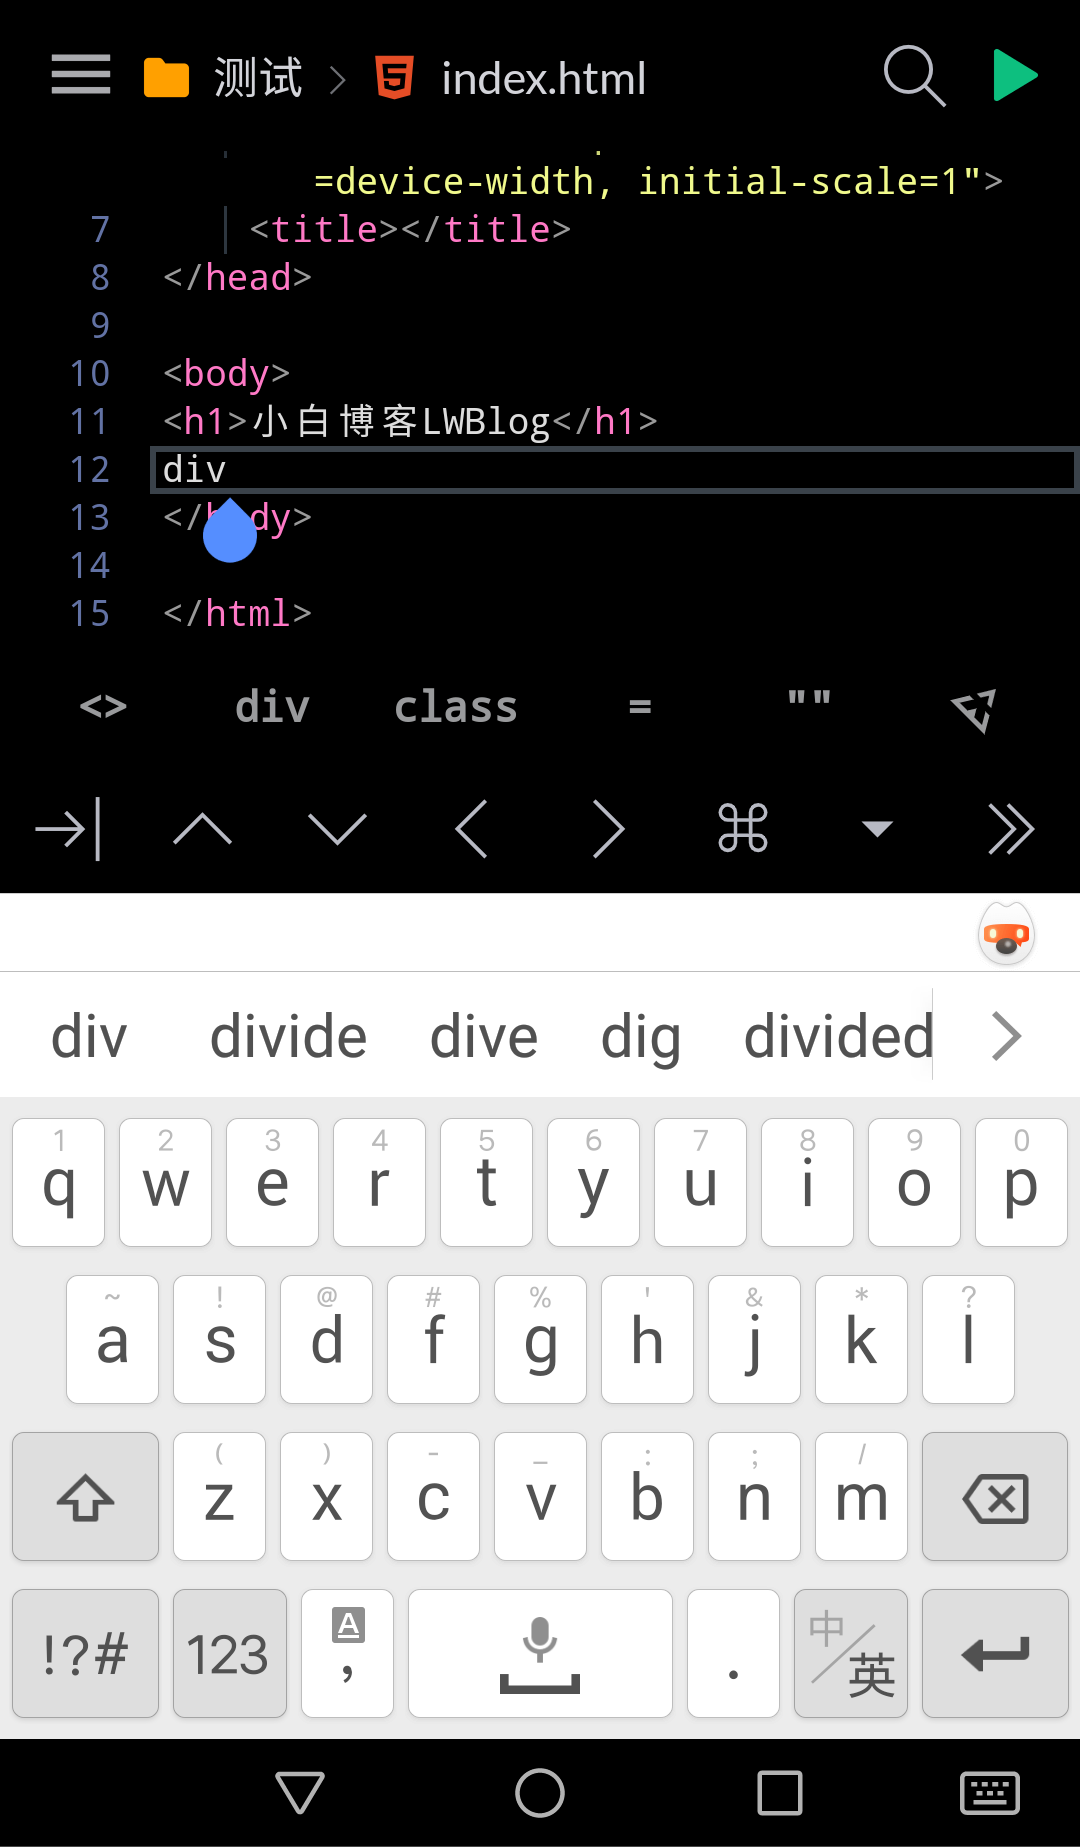 测试 > index.html
=device-width, initial-scale=1">
7 <title></title>
8 </head>
9
10 <body>
11 <h1>小白博客LWBlog</h1>
12 div
13 </body>
14
15 </html>
<> div class = ""
div divide dive dig divided
1 2 3 4 5 6 7 8 9 0
q w e r t y u i o p
~ ! @ # % ' & * ?
a s d f g h j k l
( ) - _ : ; /
z x c v b n m
!?# 123 A , . 中/英